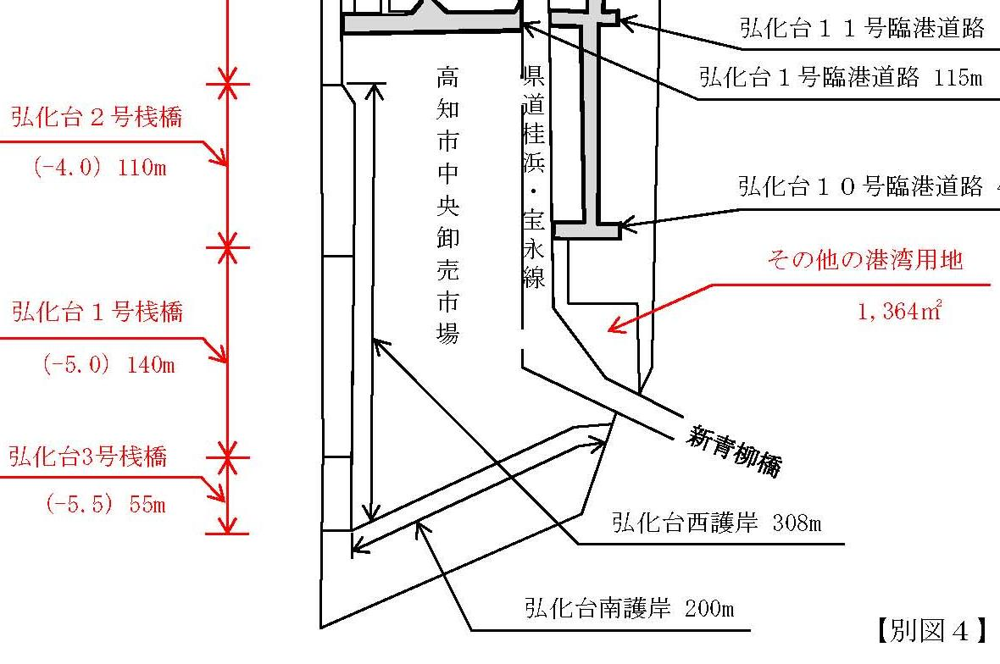 弘化台１１号臨港道路
弘化台１号臨港道路 115m
高知市中央卸売市場
県道桂浜・宝永線
弘化台２号桟橋
(-4.0) 110m
弘化台１０号臨港道路
その他の港湾用地
1,364㎡
弘化台１号桟橋
(-5.0) 140m
新青柳橋
弘化台3号桟橋
(-5.5) 55m
弘化台西護岸 308m
弘化台南護岸 200m
【別図４】